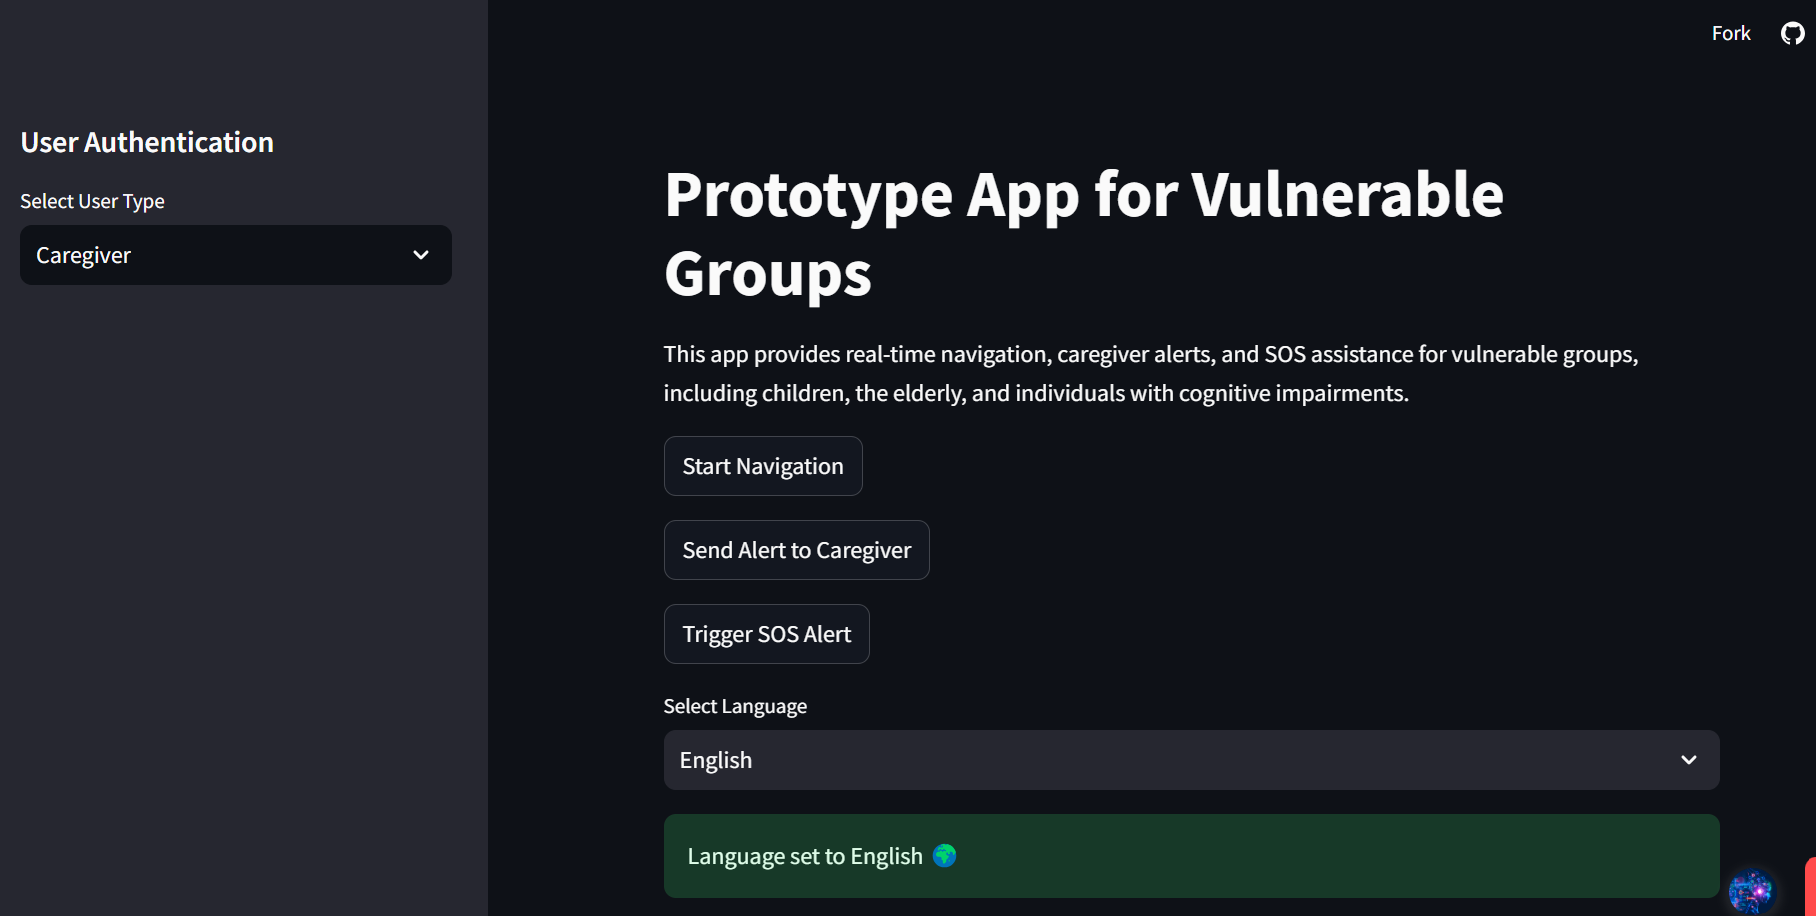 Fork
User Authentication
Select User Type
Caregiver
Prototype App for Vulnerable
Groups
This app provides real-time navigation, caregiver alerts, and SOS assistance for vulnerable groups,
including children, the elderly, and individuals with cognitive impairments.
Start Navigation
Send Alert to Caregiver
Trigger SOS Alert
Select Language
English
Language set to English 🌍